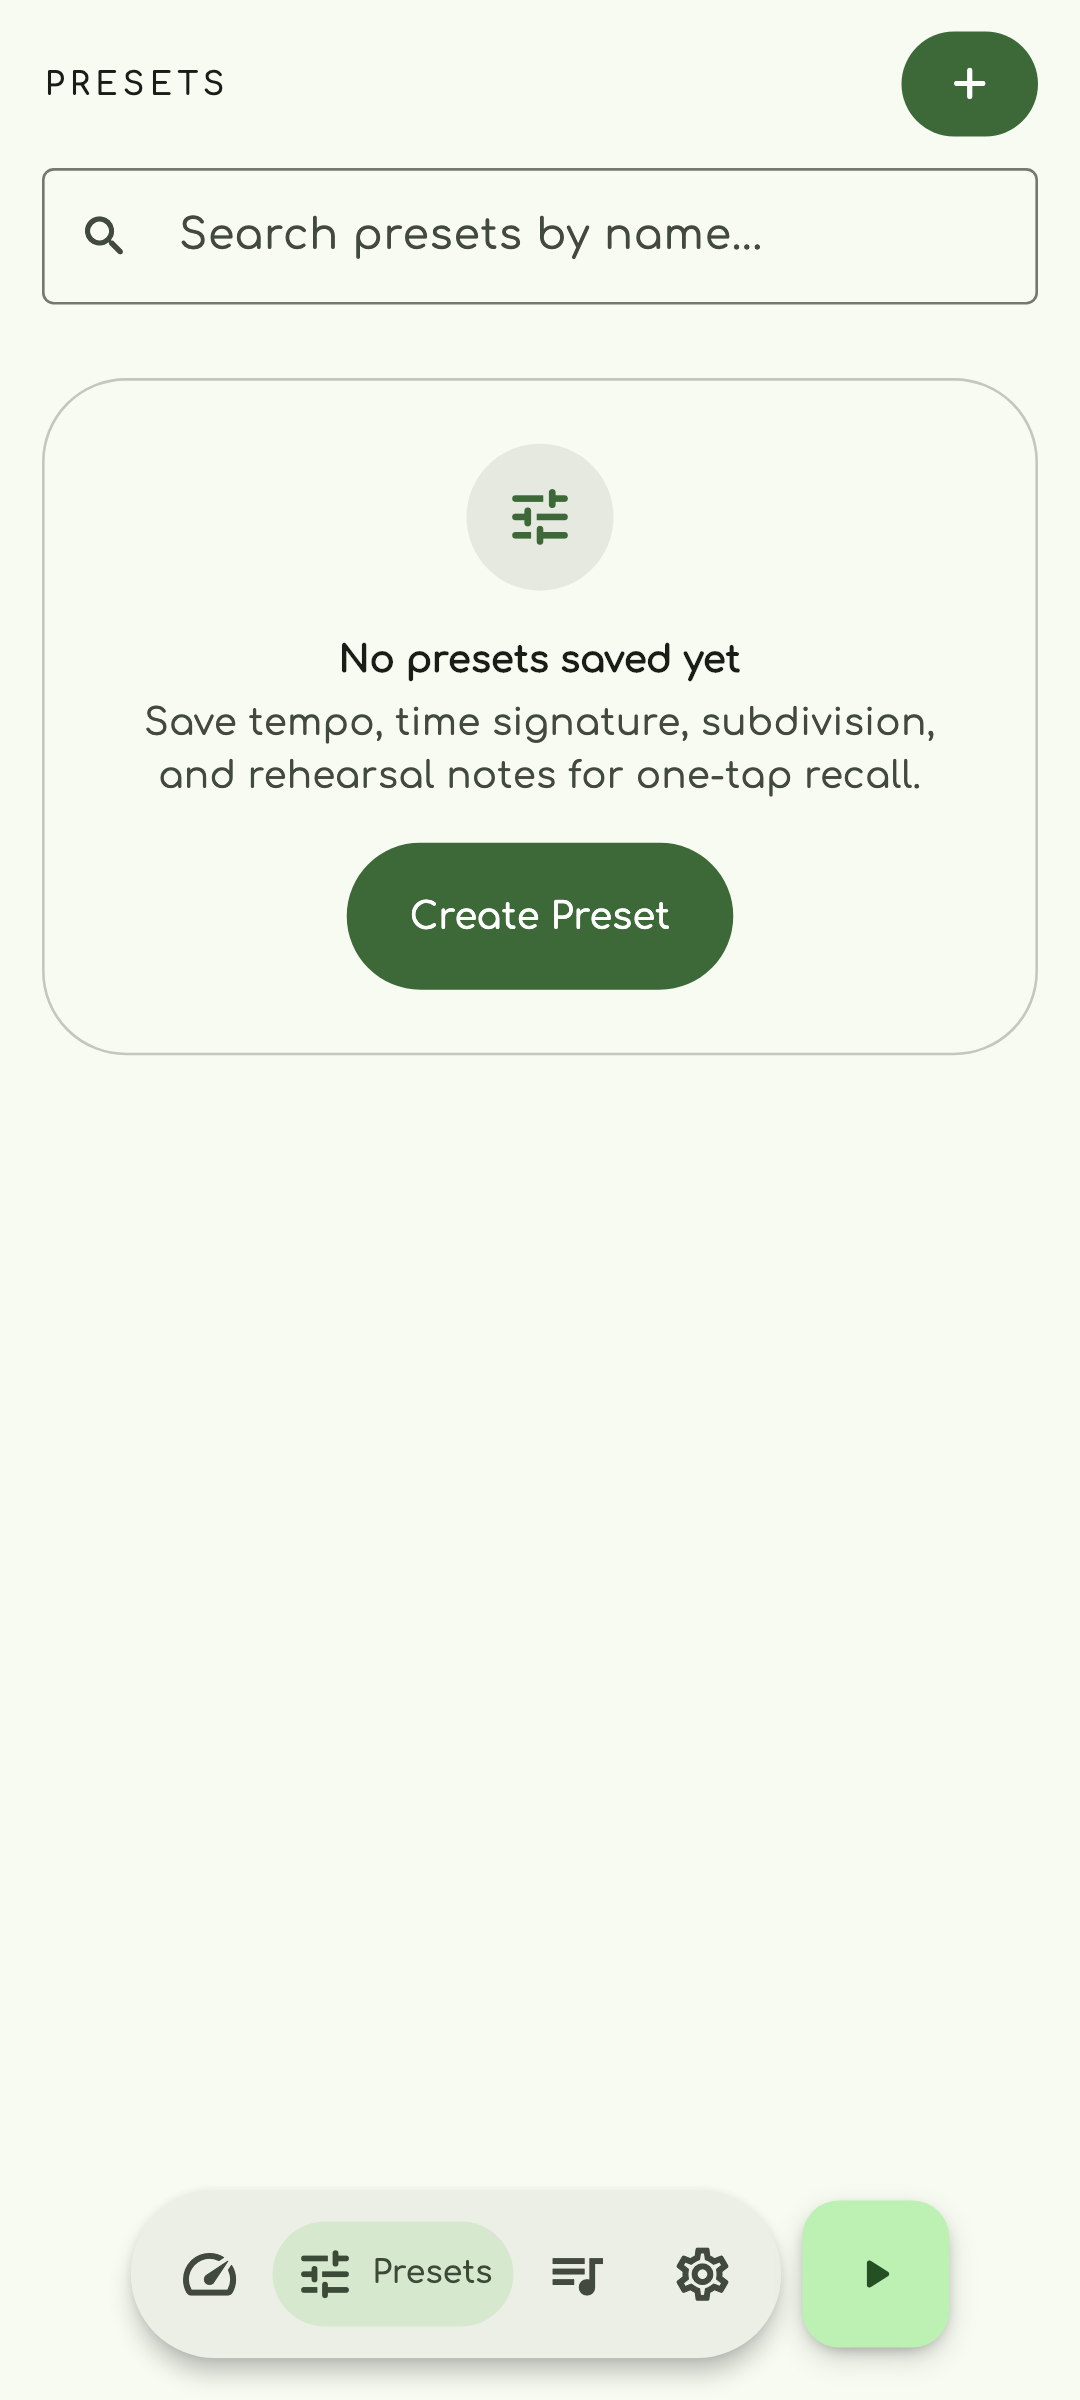 PRESETS
Search presets by name...
No presets saved yet
Save tempo, time signature, subdivision,
and rehearsal notes for one-tap recall.
Create Preset
Presets